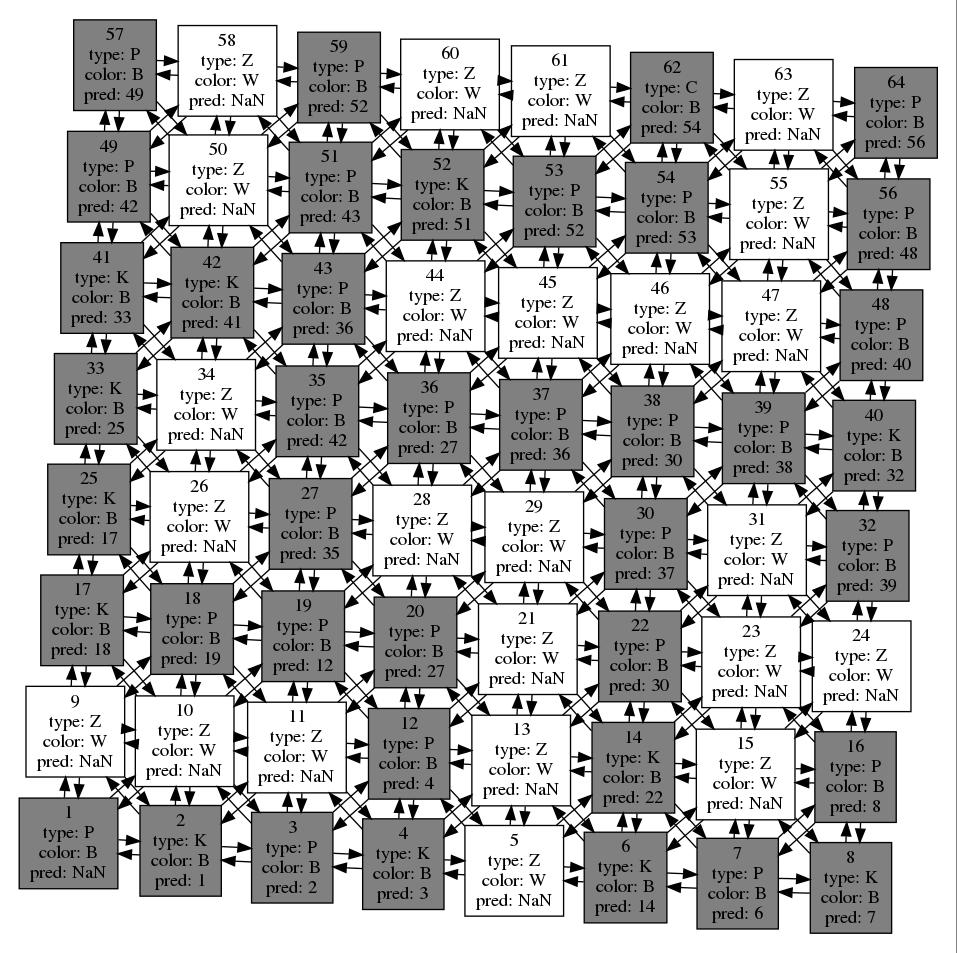 57
type: P
color: B
pred: 49
58
type: Z
color: W
pred: NaN
59
type: P
color: B
pred: 52
60
type: Z
color: W
pred: NaN
61
type: Z
color: W
pred: NaN
62
type: C
color: B
pred: 54
63
type: Z
color: W
pred: NaN
64
type: P
color: B
pred: 56
49
type: P
color: B
pred: 42
50
type: Z
color: W
pred: NaN
51
type: P
color: B
pred: 43
52
type: K
color: B
pred: 51
53
type: P
color: B
pred: 52
54
type: P
color: B
pred: 53
55
type: Z
color: W
pred: NaN
56
type: P
color: B
pred: 48
41
type: K
color: B
pred: 33
42
type: K
color: B
pred: 41
43
type: P
color: B
pred: 36
44
type: Z
color: W
pred: NaN
45
type: Z
color: W
pred: NaN
46
type: Z
color: W
pred: NaN
47
type: Z
color: W
pred: NaN
48
type: P
color: B
pred: 40
33
type: K
color: B
pred: 25
34
type: Z
color: W
pred: NaN
35
type: P
color: B
pred: 42
36
type: P
color: B
pred: 27
37
type: P
color: B
pred: 36
38
type: P
color: B
pred: 30
39
type: P
color: B
pred: 38
40
type: K
color: B
pred: 32
25
type: K
color: B
pred: 17
26
type: Z
color: W
pred: NaN
27
type: P
color: B
pred: 35
28
type: Z
color: W
pred: NaN
29
type: Z
color: W
pred: NaN
30
type: P
color: B
pred: 37
31
type: Z
color: W
pred: NaN
32
type: P
color: B
pred: 39
17
type: K
color: B
pred: 18
18
type: P
color: B
pred: 19
19
type: P
color: B
pred: 12
20
type: P
color: B
pred: 27
21
type: Z
color: W
pred: NaN
22
type: P
color: B
pred: 30
23
type: Z
color: W
pred: NaN
24
type: Z
color: W
pred: NaN
9
type: Z
color: W
pred: NaN
10
type: Z
color: W
pred: NaN
11
type: Z
color: W
pred: NaN
12
type: P
color: B
pred: 4
13
type: Z
color: W
pred: NaN
14
type: K
color: B
pred: 22
15
type: Z
color: W
pred: NaN
16
type: P
color: B
pred: 8
1
type: P
color: B
pred: NaN
2
type: K
color: B
pred: 1
3
type: P
color: B
pred: 2
4
type: K
color: B
pred: 3
5
type: Z
color: W
pred: NaN
6
type: K
color: B
pred: 14
7
type: P
color: B
pred: 6
8
type: K
color: B
pred: 7